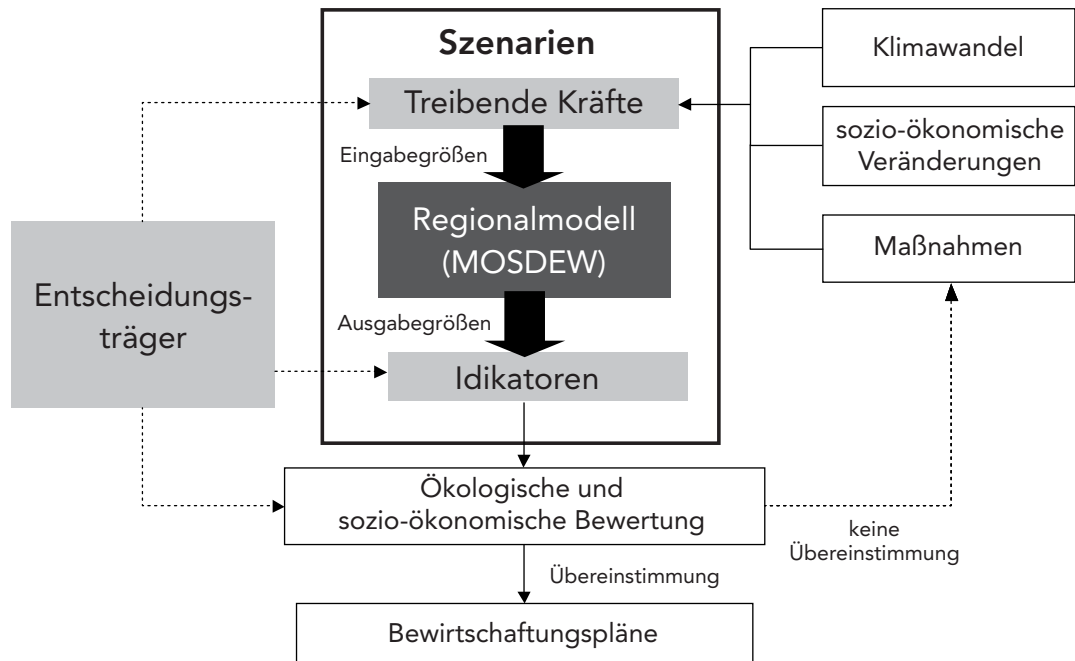 Szenarien
Treibende Kräfte
Eingabegrößen
Regionalmodell
(MOSDEW)
Ausgabegrößen
Idikatoren
Entscheidungs-
träger
Klimawandel
sozio-ökonomische
Veränderungen
Maßnahmen
Ökologische und
sozio-ökonomische Bewertung
keine
Übereinstimmung
Übereinstimmung
Bewirtschaftungspläne